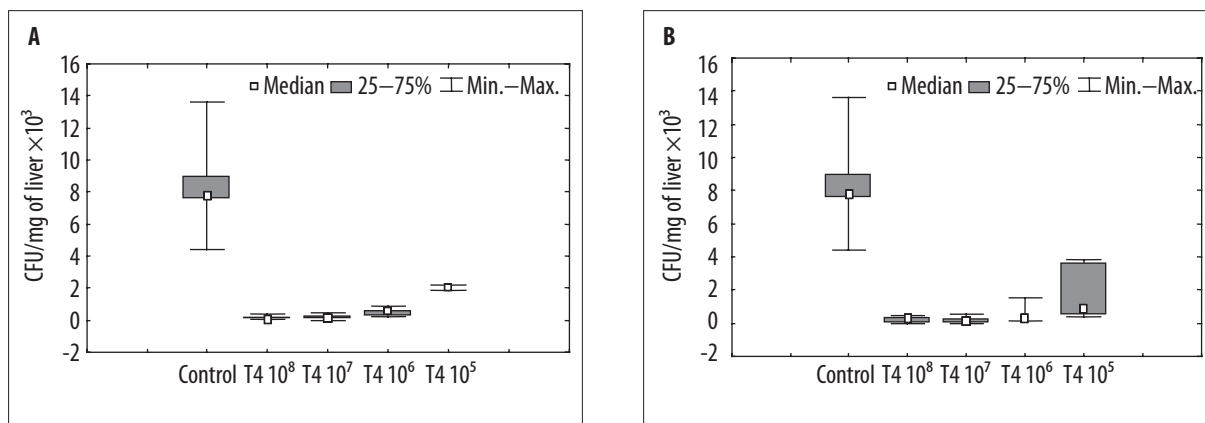 A
CFU/mg of liver ×10³
16
14
12
10
8
6
4
2
0
-2
Median 25–75% Min.–Max.
Control T4 10⁸ T4 10⁷ T4 10⁶ T4 10⁵
B
CFU/mg of liver ×10³
16
14
12
10
8
6
4
2
0
-2
Median 25–75% Min.–Max.
Control T4 10⁸ T4 10⁷ T4 10⁶ T4 10⁵